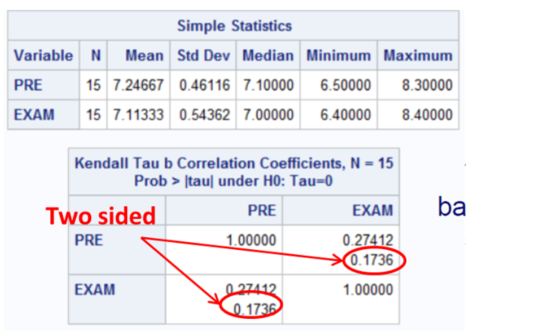 Simple Statistics
Variable N Mean Std Dev Median Minimum Maximum
PRE 15 7.24667 0.46116 7.10000 6.50000 8.30000
EXAM 15 7.11333 0.54362 7.00000 6.40000 8.40000
Kendall Tau b Correlation Coefficients, N = 15
Prob > |tau| under H0: Tau=0
PRE EXAM
Two sided
PRE 1.00000 0.27412
0.1736
EXAM 0.27412 1.00000
0.1736
ba